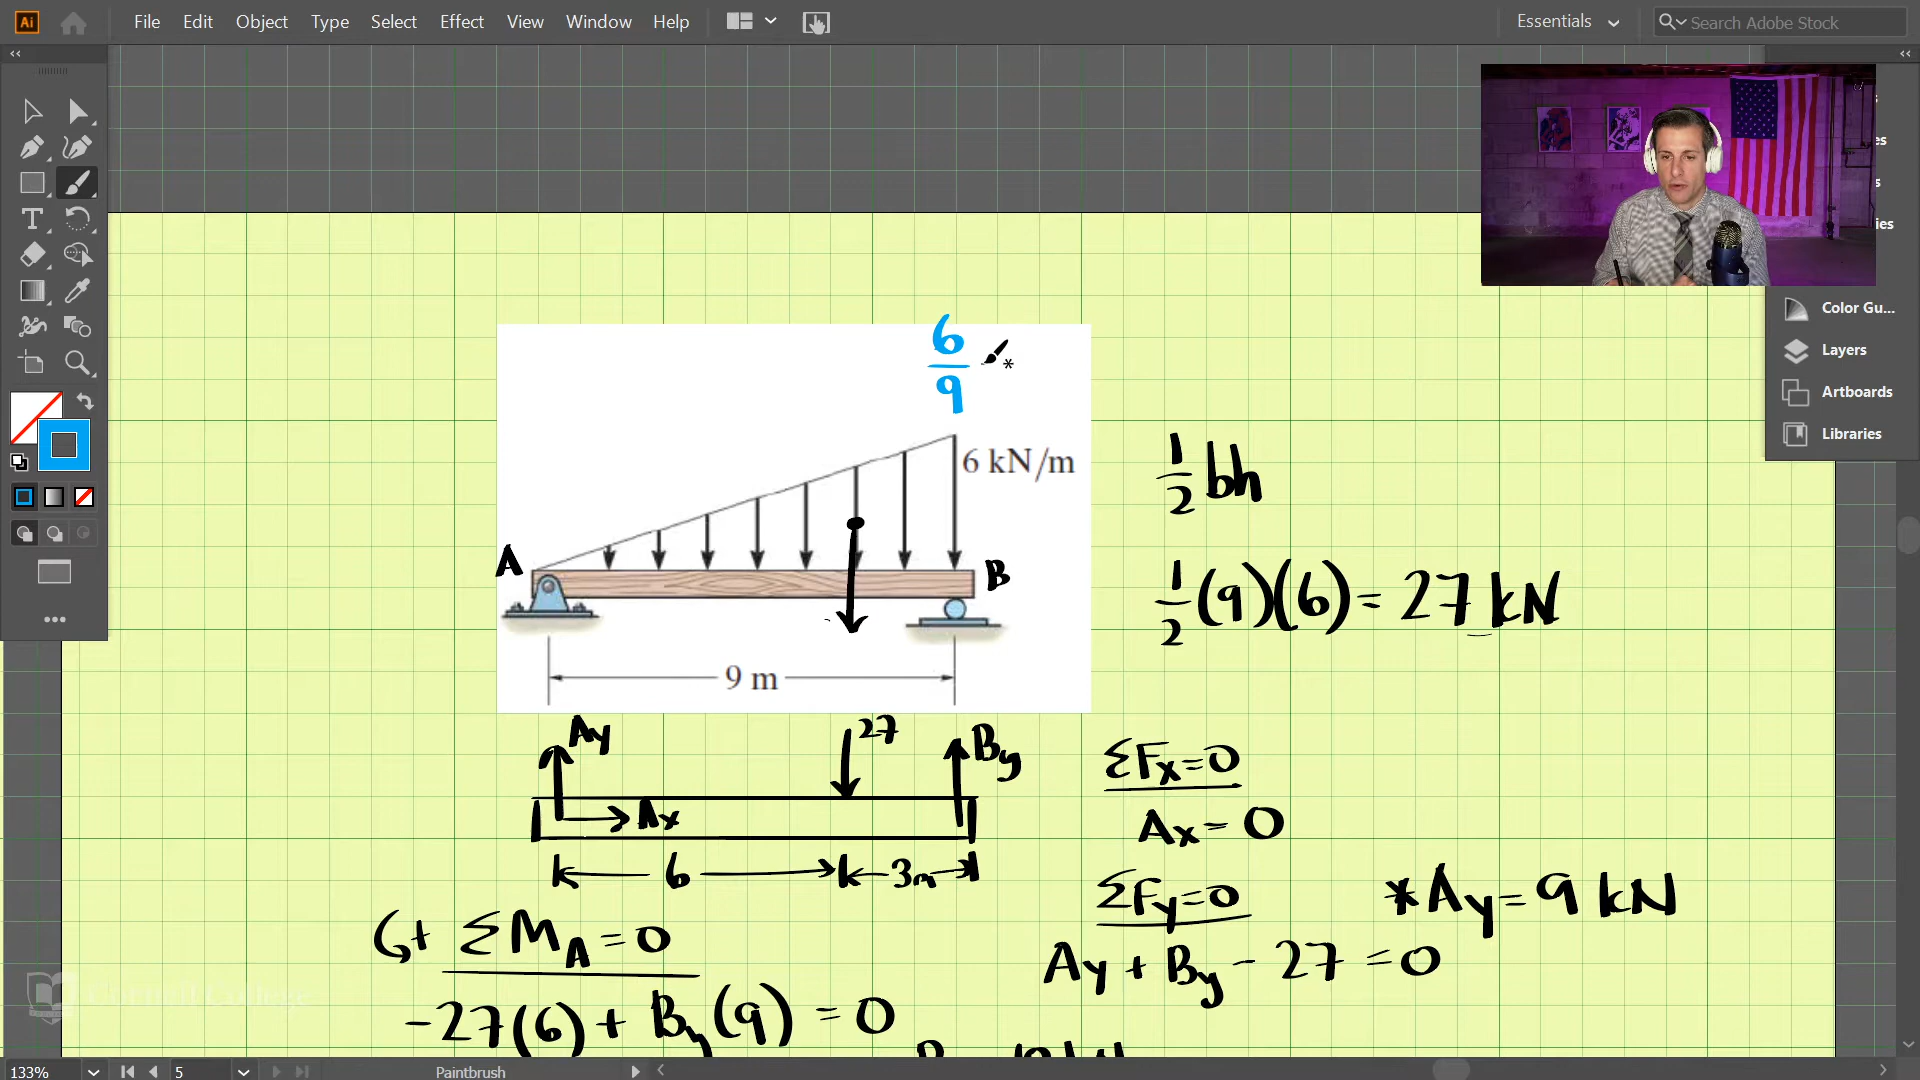 File Edit Object Type Select Effect View Window Help
Essentials
Search Adobe Stock
Color Gu...
Layers
Artboards
Libraries
6
9
6 kN/m
A
B
9 m
1/2 bh
1/2 (9)(6) = 27 kN
Ay
27
By
Ax
6
3m
ΣFx=0
Ax = 0
ΣFy=0
*Ay = 9 kN
Ay + By - 27 = 0
+ ΣMA = 0
-27(6) + By(9) = 0
133%
5
Paintbrush